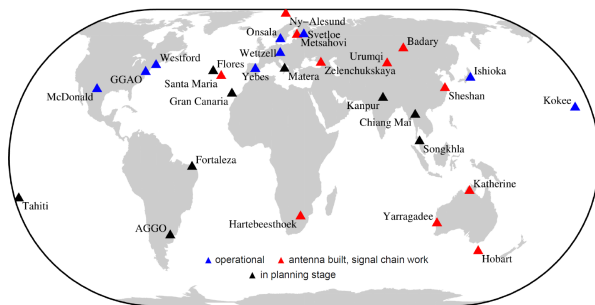 Ny-Alesund
Onsala
Svetloe
Metsahovi
Badary
Westford
Wettzell
Urumqi
Flores
Zelenchukskaya
GGAO
Ishioka
Santa Maria
Yebes
Matera
McDonald
Gran Canaria
Sheshan
Kanpur
Kokee
Chiang Mai
Songkhla
Fortaleza
Katherine
Tahiti
Hartebeesthoek
Yarragadee
AGGO
Hobart
operational
antenna built, signal chain work
in planning stage